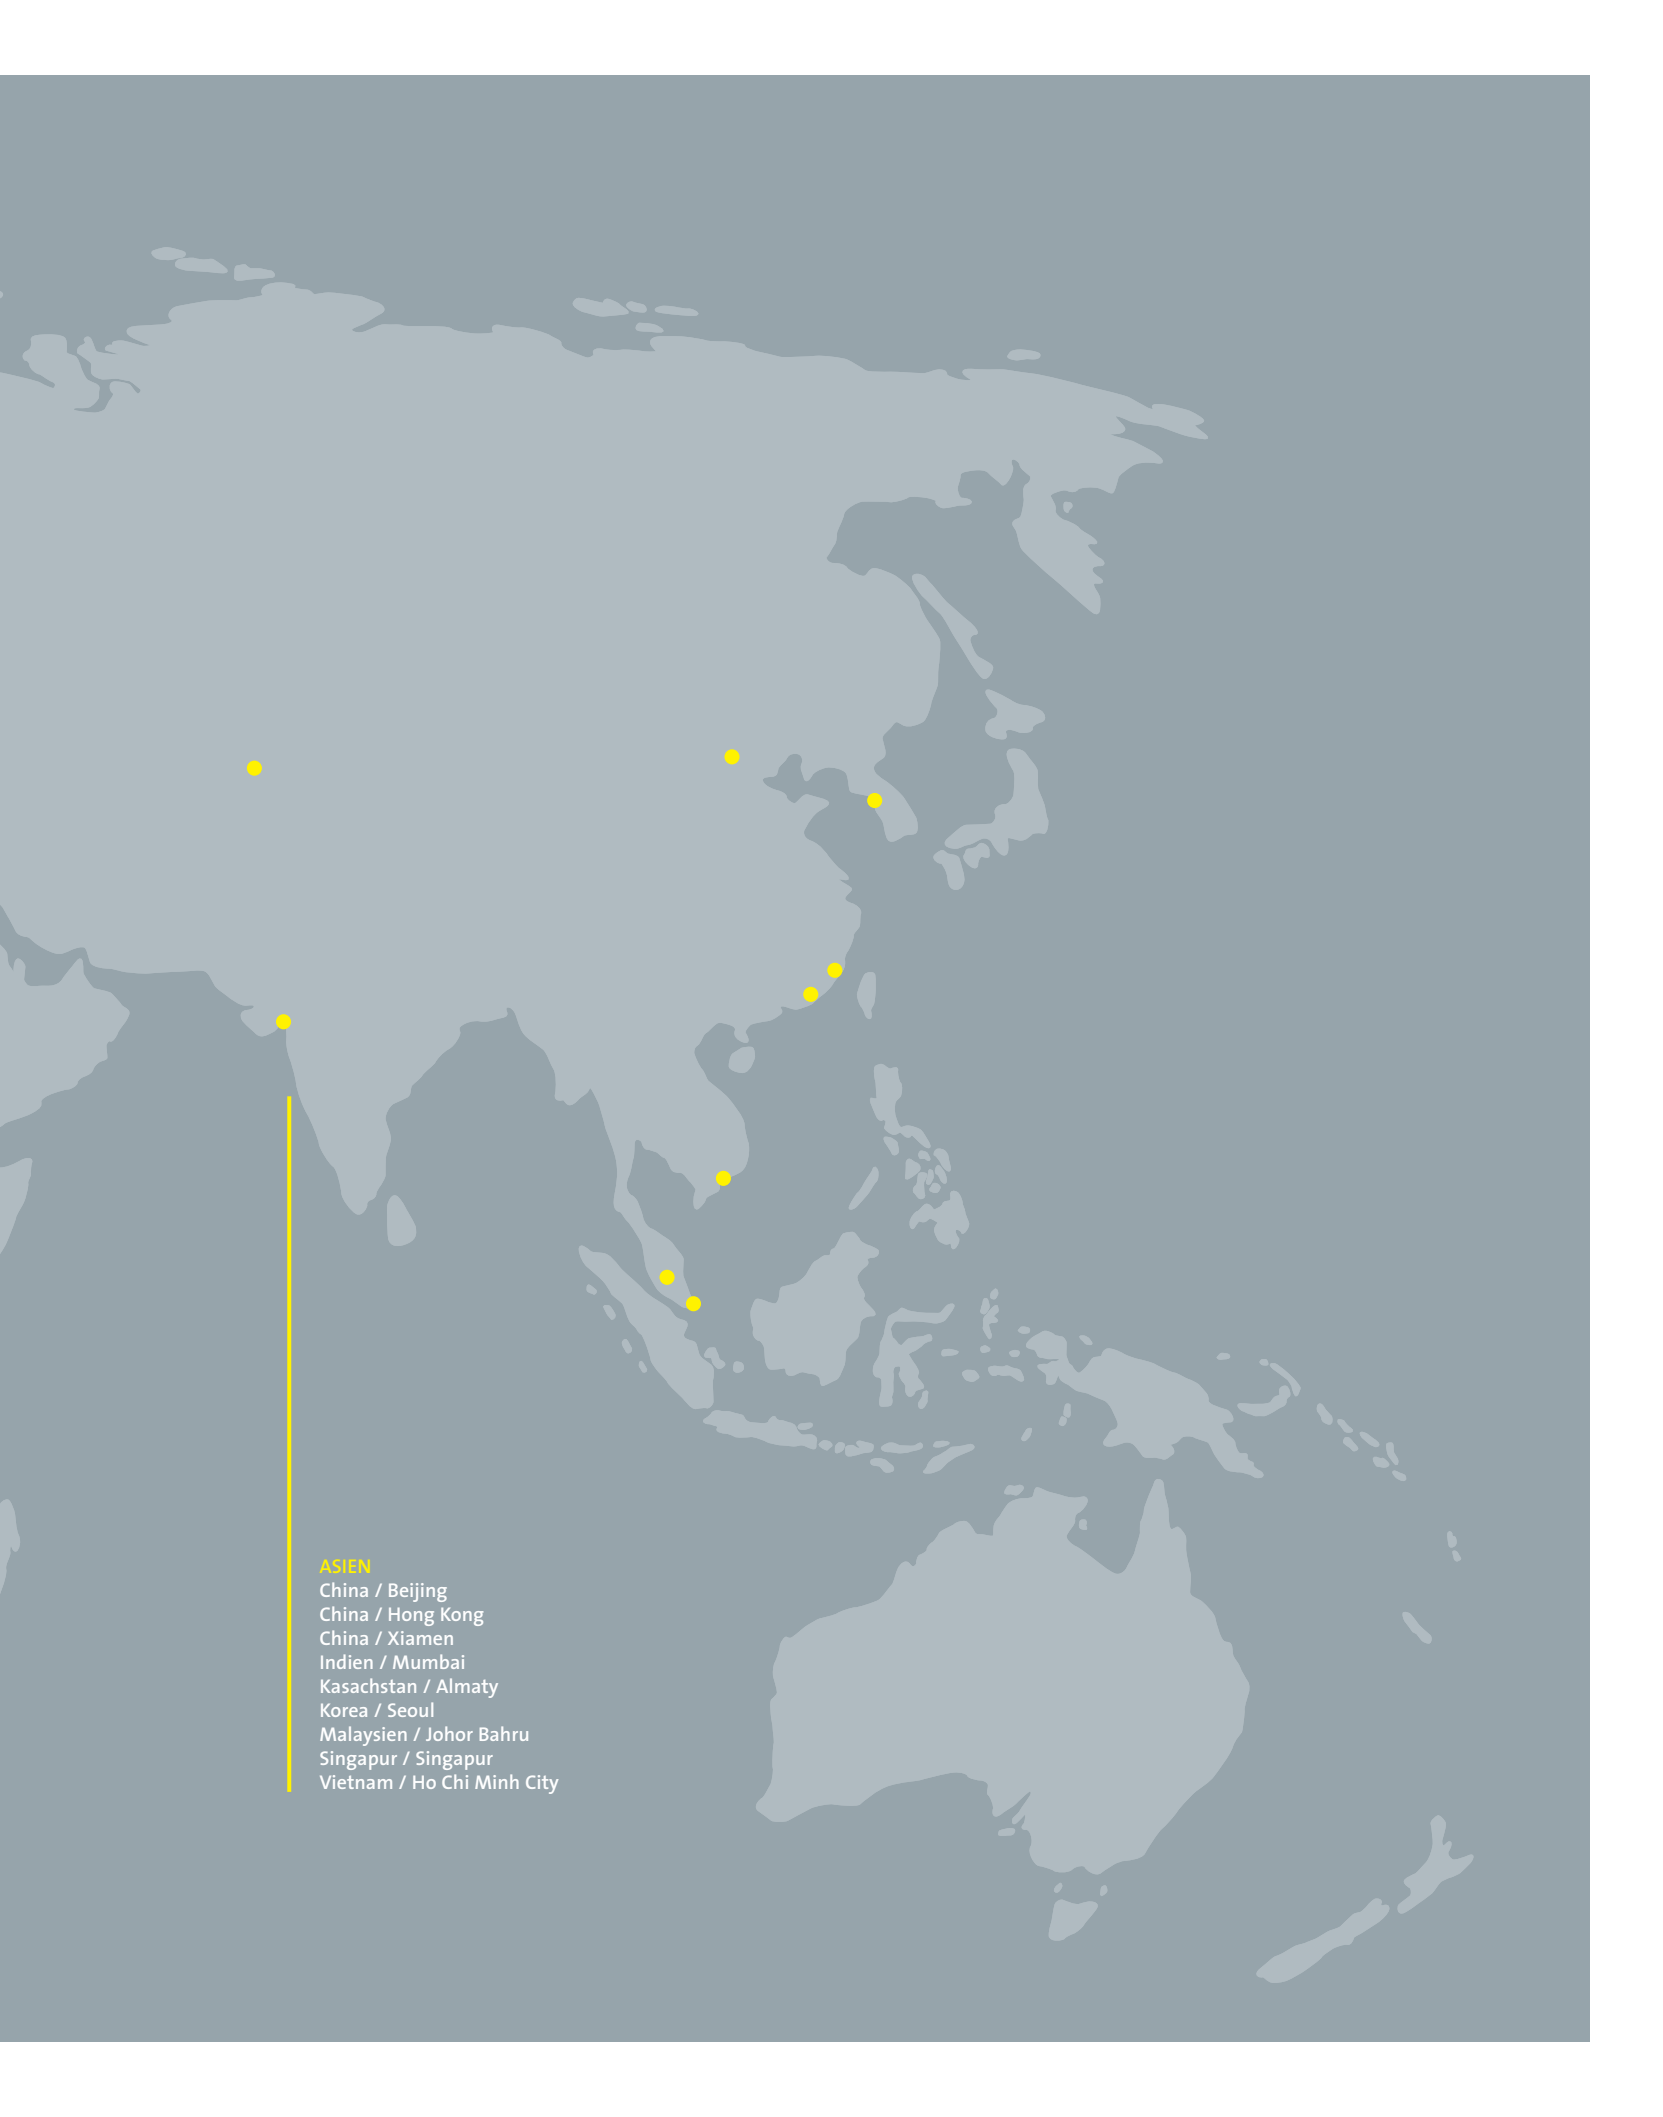 ASIEN
China / Beijing
China / Hong Kong
China / Xiamen
Indien / Mumbai
Kasachstan / Almaty
Korea / Seoul
Malaysien / Johor Bahru
Singapur / Singapur
Vietnam / Ho Chi Minh City